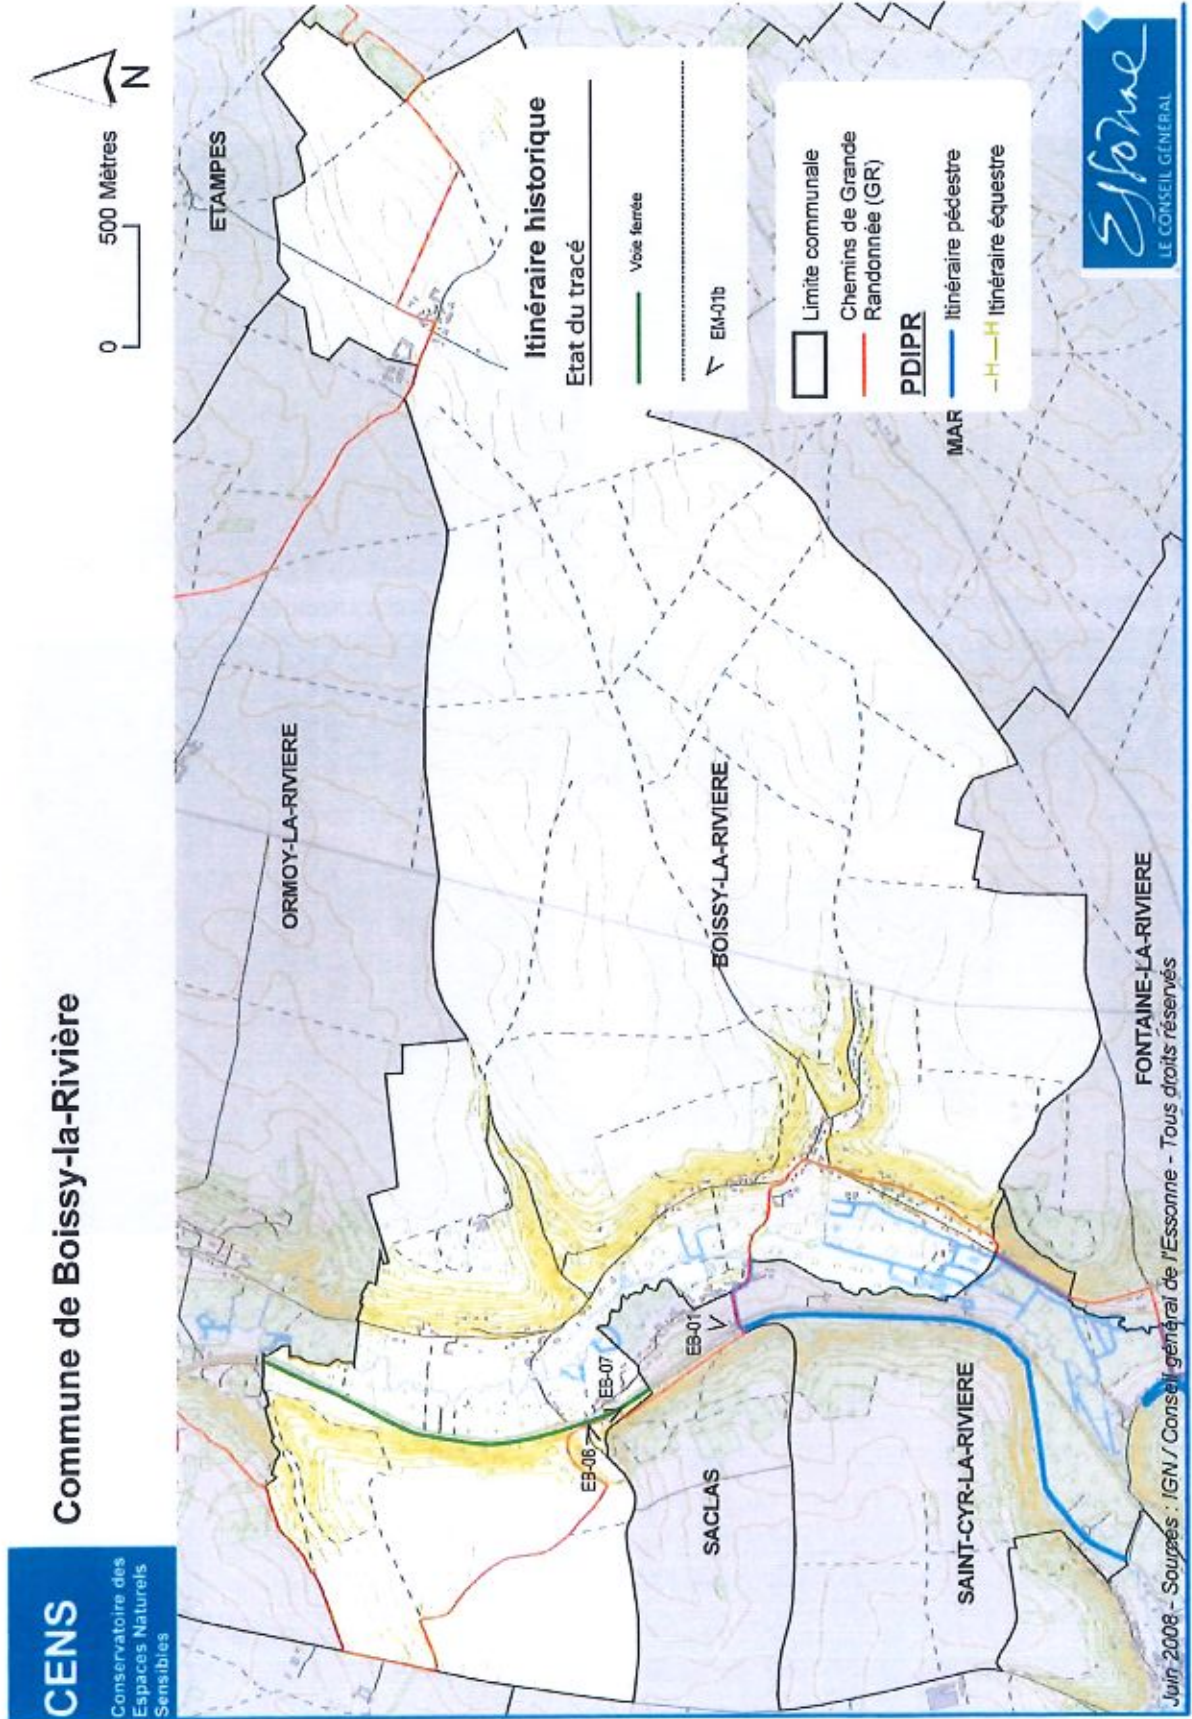 CENS
Conservatoire des
Espaces Naturels
Sensibles
Commune de Boissy-la-Rivière
0 500 Mètres
N
ETAMPES
ORMOY-LA-RIVIERE
BOISSY-LA-RIVIERE
EB-06
EB-07
EB-01
SACLAS
SAINT-CYR-LA-RIVIERE
FONTAINE-LA-RIVIERE
MAR
Itinéraire historique
Etat du tracé
Voie ferrée
EM-01b
Limite communale
Chemins de Grande
Randonnée (GR)
PDIPR
Itinéraire pédestre
-H—H Itinéraire équestre
Essonne
LE CONSEIL GÉNÉRAL
Juin 2008 - Sources : IGN / Conseil général de l'Essonne - Tous droits réservés